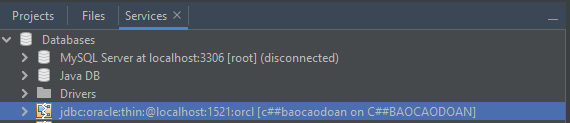 Projects Files Services
Databases
MySQL Server at localhost:3306 [root] (disconnected)
Java DB
Drivers
jdbc:oracle:thin:@localhost:1521:orcl [c##baocaodoan on C##BAOCAODOAN]